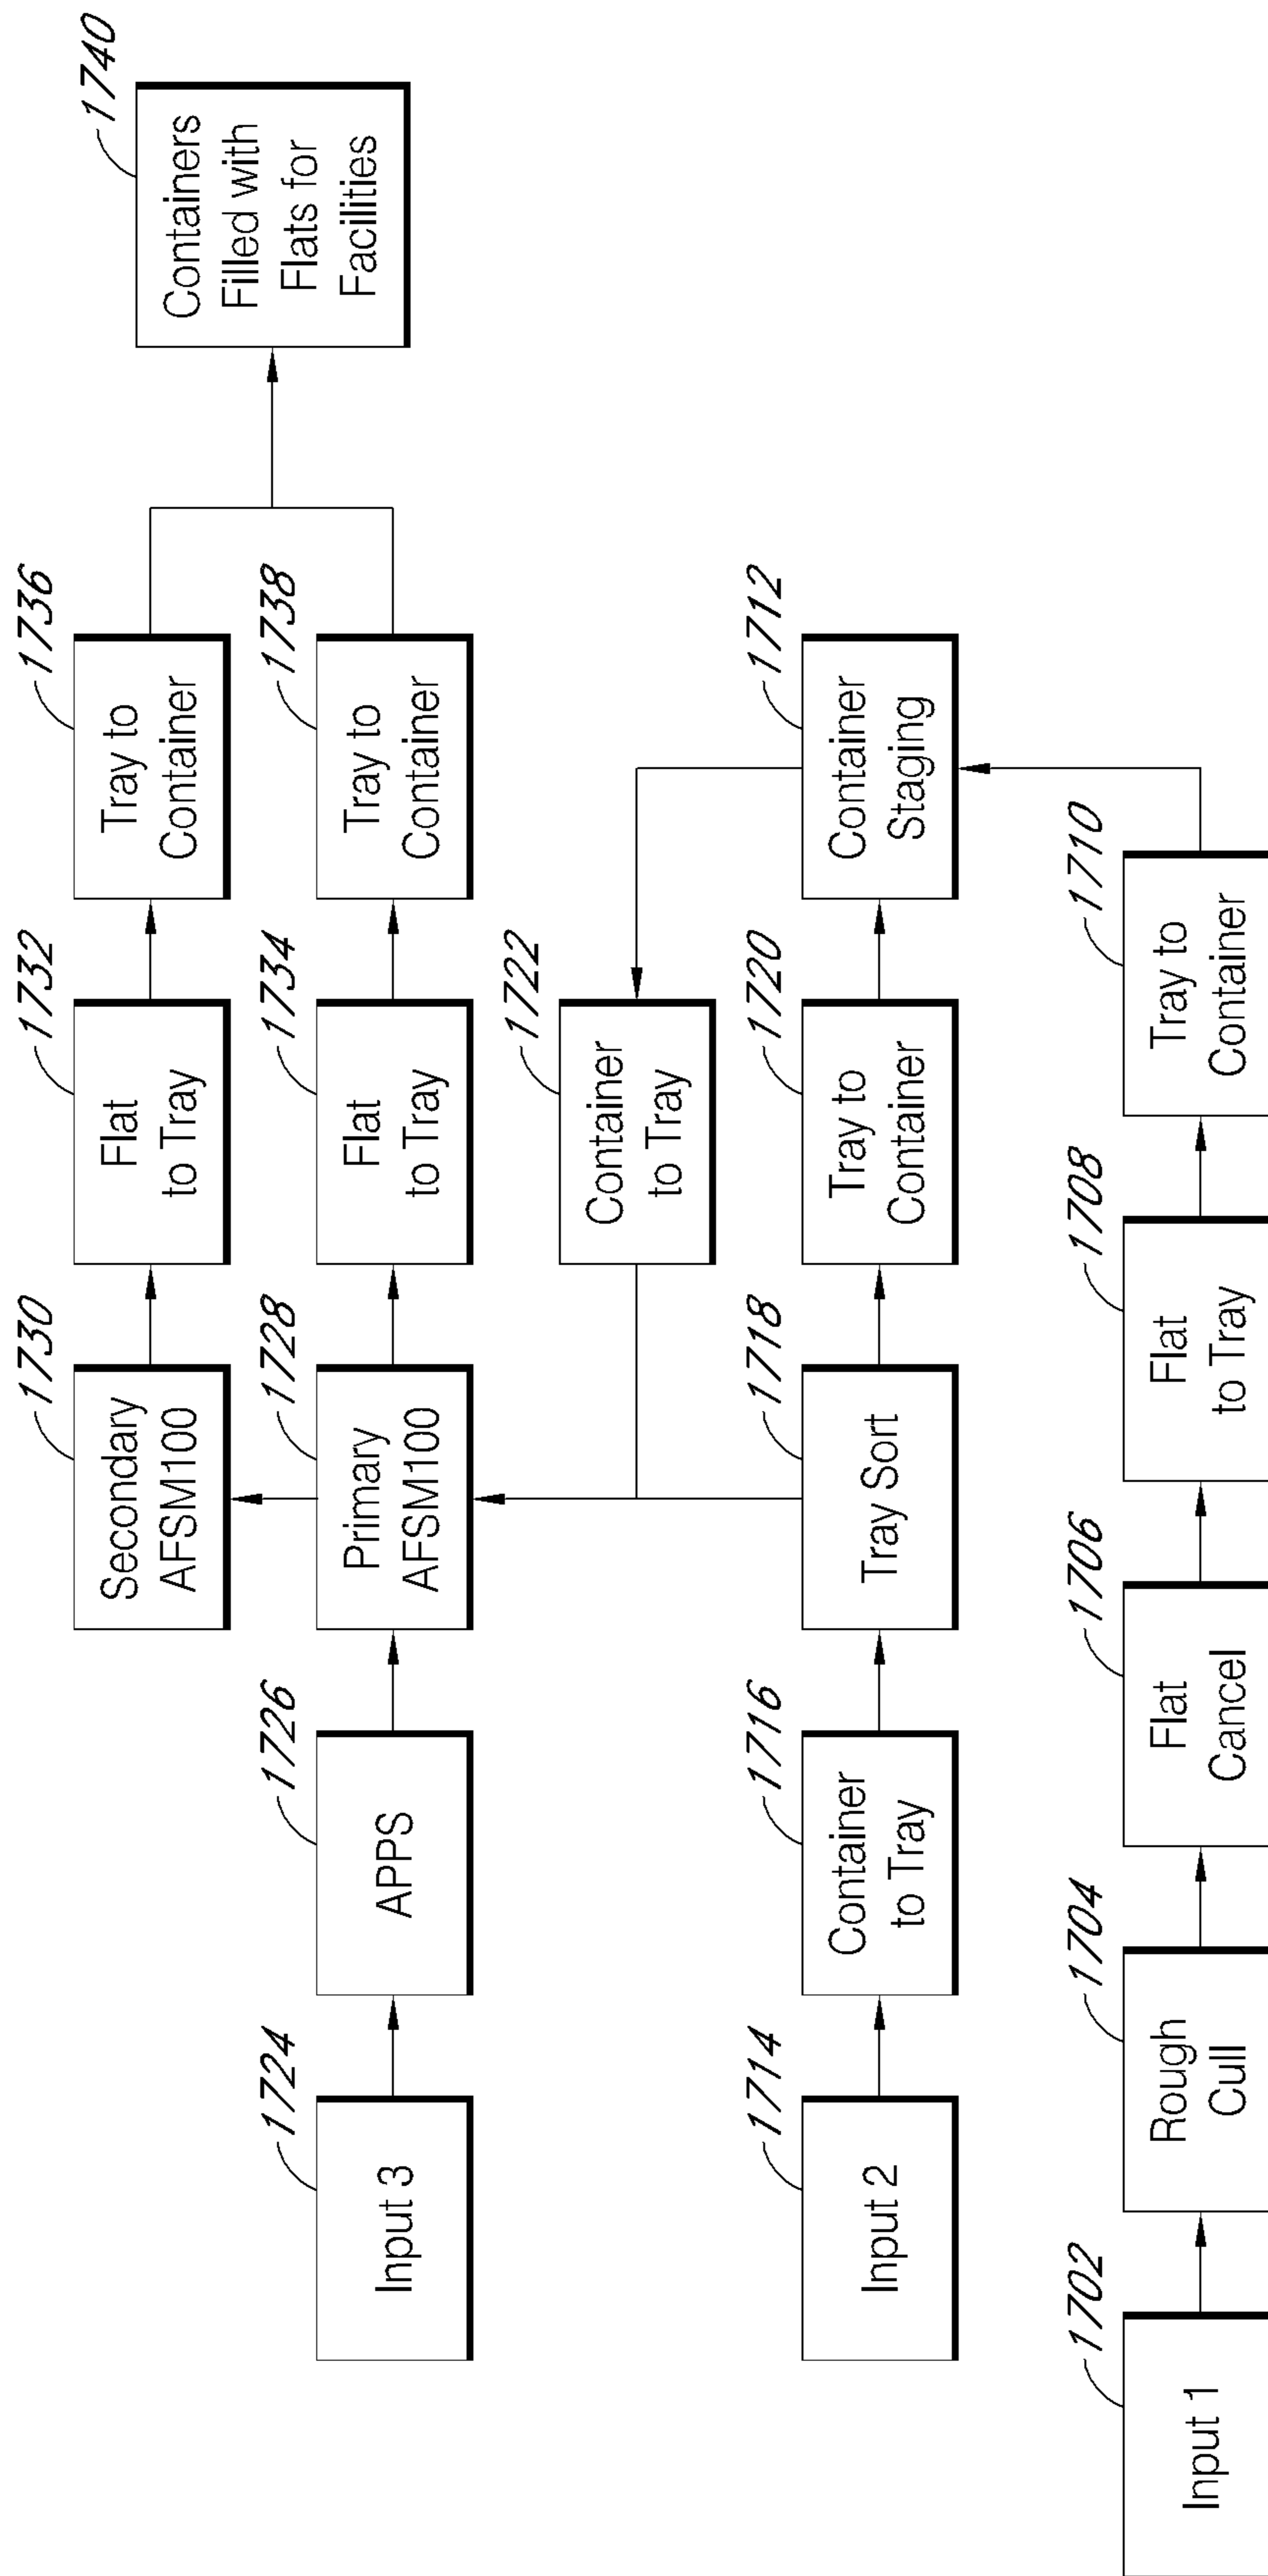 1740
Containers
Filled with
Flats for
Facilities
1730
Secondary
AFSM100
1732
Flat
to Tray
1736
Tray to
Container
1724
Input 3
1726
APPS
1728
Primary
AFSM100
1734
Flat
to Tray
1738
Tray to
Container
1722
Container
to Tray
1714
Input 2
1716
Container
to Tray
1718
Tray Sort
1720
Tray to
Container
1712
Container
Staging
1702
Input 1
1704
Rough
Cull
1706
Flat
Cancel
1708
Flat
to Tray
1710
Tray to
Container